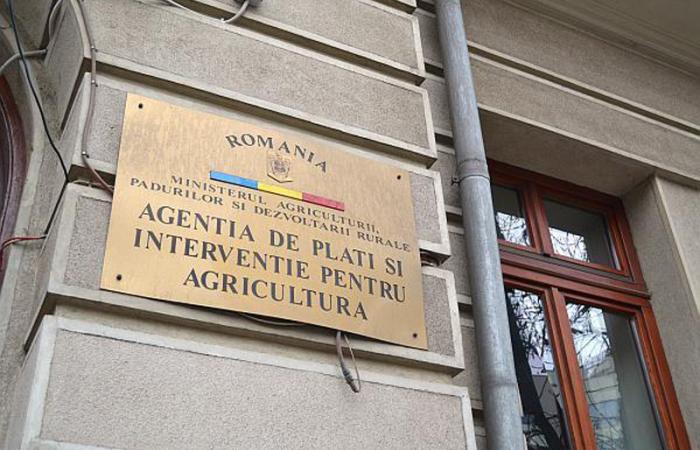 ROMANIA
MINISTERUL AGRICULTURII,
PADURILOR SI DEZVOLTARII RURALE
AGENTIA DE PLATI SI
INTERVENTIE PENTRU
AGRICULTURA